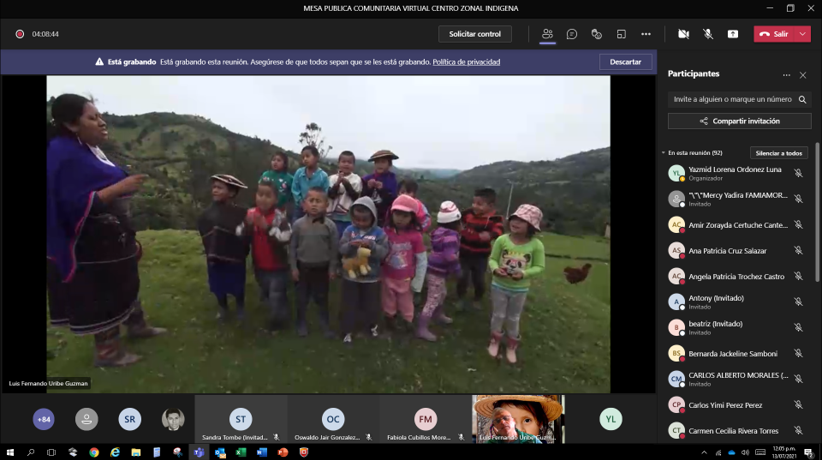 MESA PUBLICA COMUNITARIA VIRTUAL CENTRO ZONAL INDIGENA
04:08:44
Solicitar control
Salir
Está grabando Está grabando esta reunión. Asegúrese de que todos sepan que se les está grabando. Política de privacidad
Descartar
Participantes
Invite a alguien o marque un número
Compartir invitación
En esta reunión (92)
Silenciar a todos
YL
Yazmid Lorena Ordonez Luna
Organizador
"\"\"Mercy Yadira FAMIAMOR...
Invitado
AC
Amir Zorayda Certuche Cante...
AS
Ana Patricia Cruz Salazar
AC
Angela Patricia Trochez Castro
A
Antony (Invitado)
Invitado
B
beatriz (Invitado)
Invitado
BS
Bernarda Jackeline Samboni
CM
CARLOS ALBERTO MORALES (...
Invitado
CP
Carlos Yimi Perez Perez
CT
Carmen Cecilia Rivera Torres
Luis Fernando Uribe Guzman
+84
SR
ST
Sandra Tombe (Invitad...
OC
Oswaldo Jair Gonzalez...
FM
Fabiola Cubillos More...
Luis Fernando Uribe Guzm...
YL
12:05 p.m.
13/07/2021